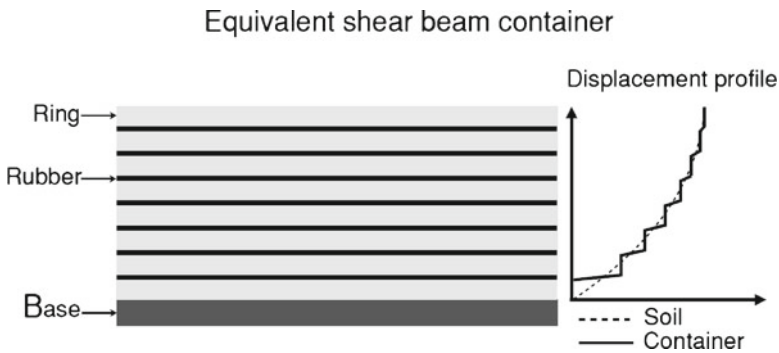 Equivalent shear beam container
Displacement profile
Ring
Rubber
Base
Soil
Container